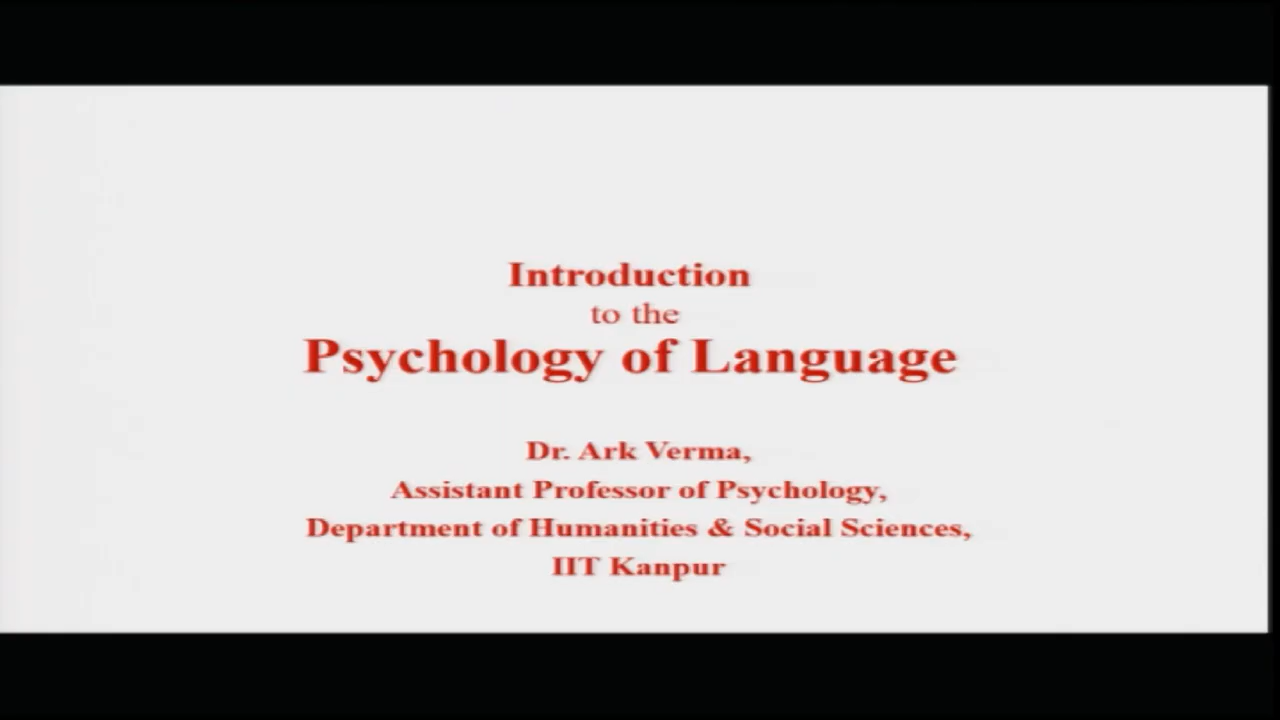 Introduction
to the
Psychology of Language
Dr. Ark Verma,
Assistant Professor of Psychology,
Department of Humanities & Social Sciences,
IIT Kanpur